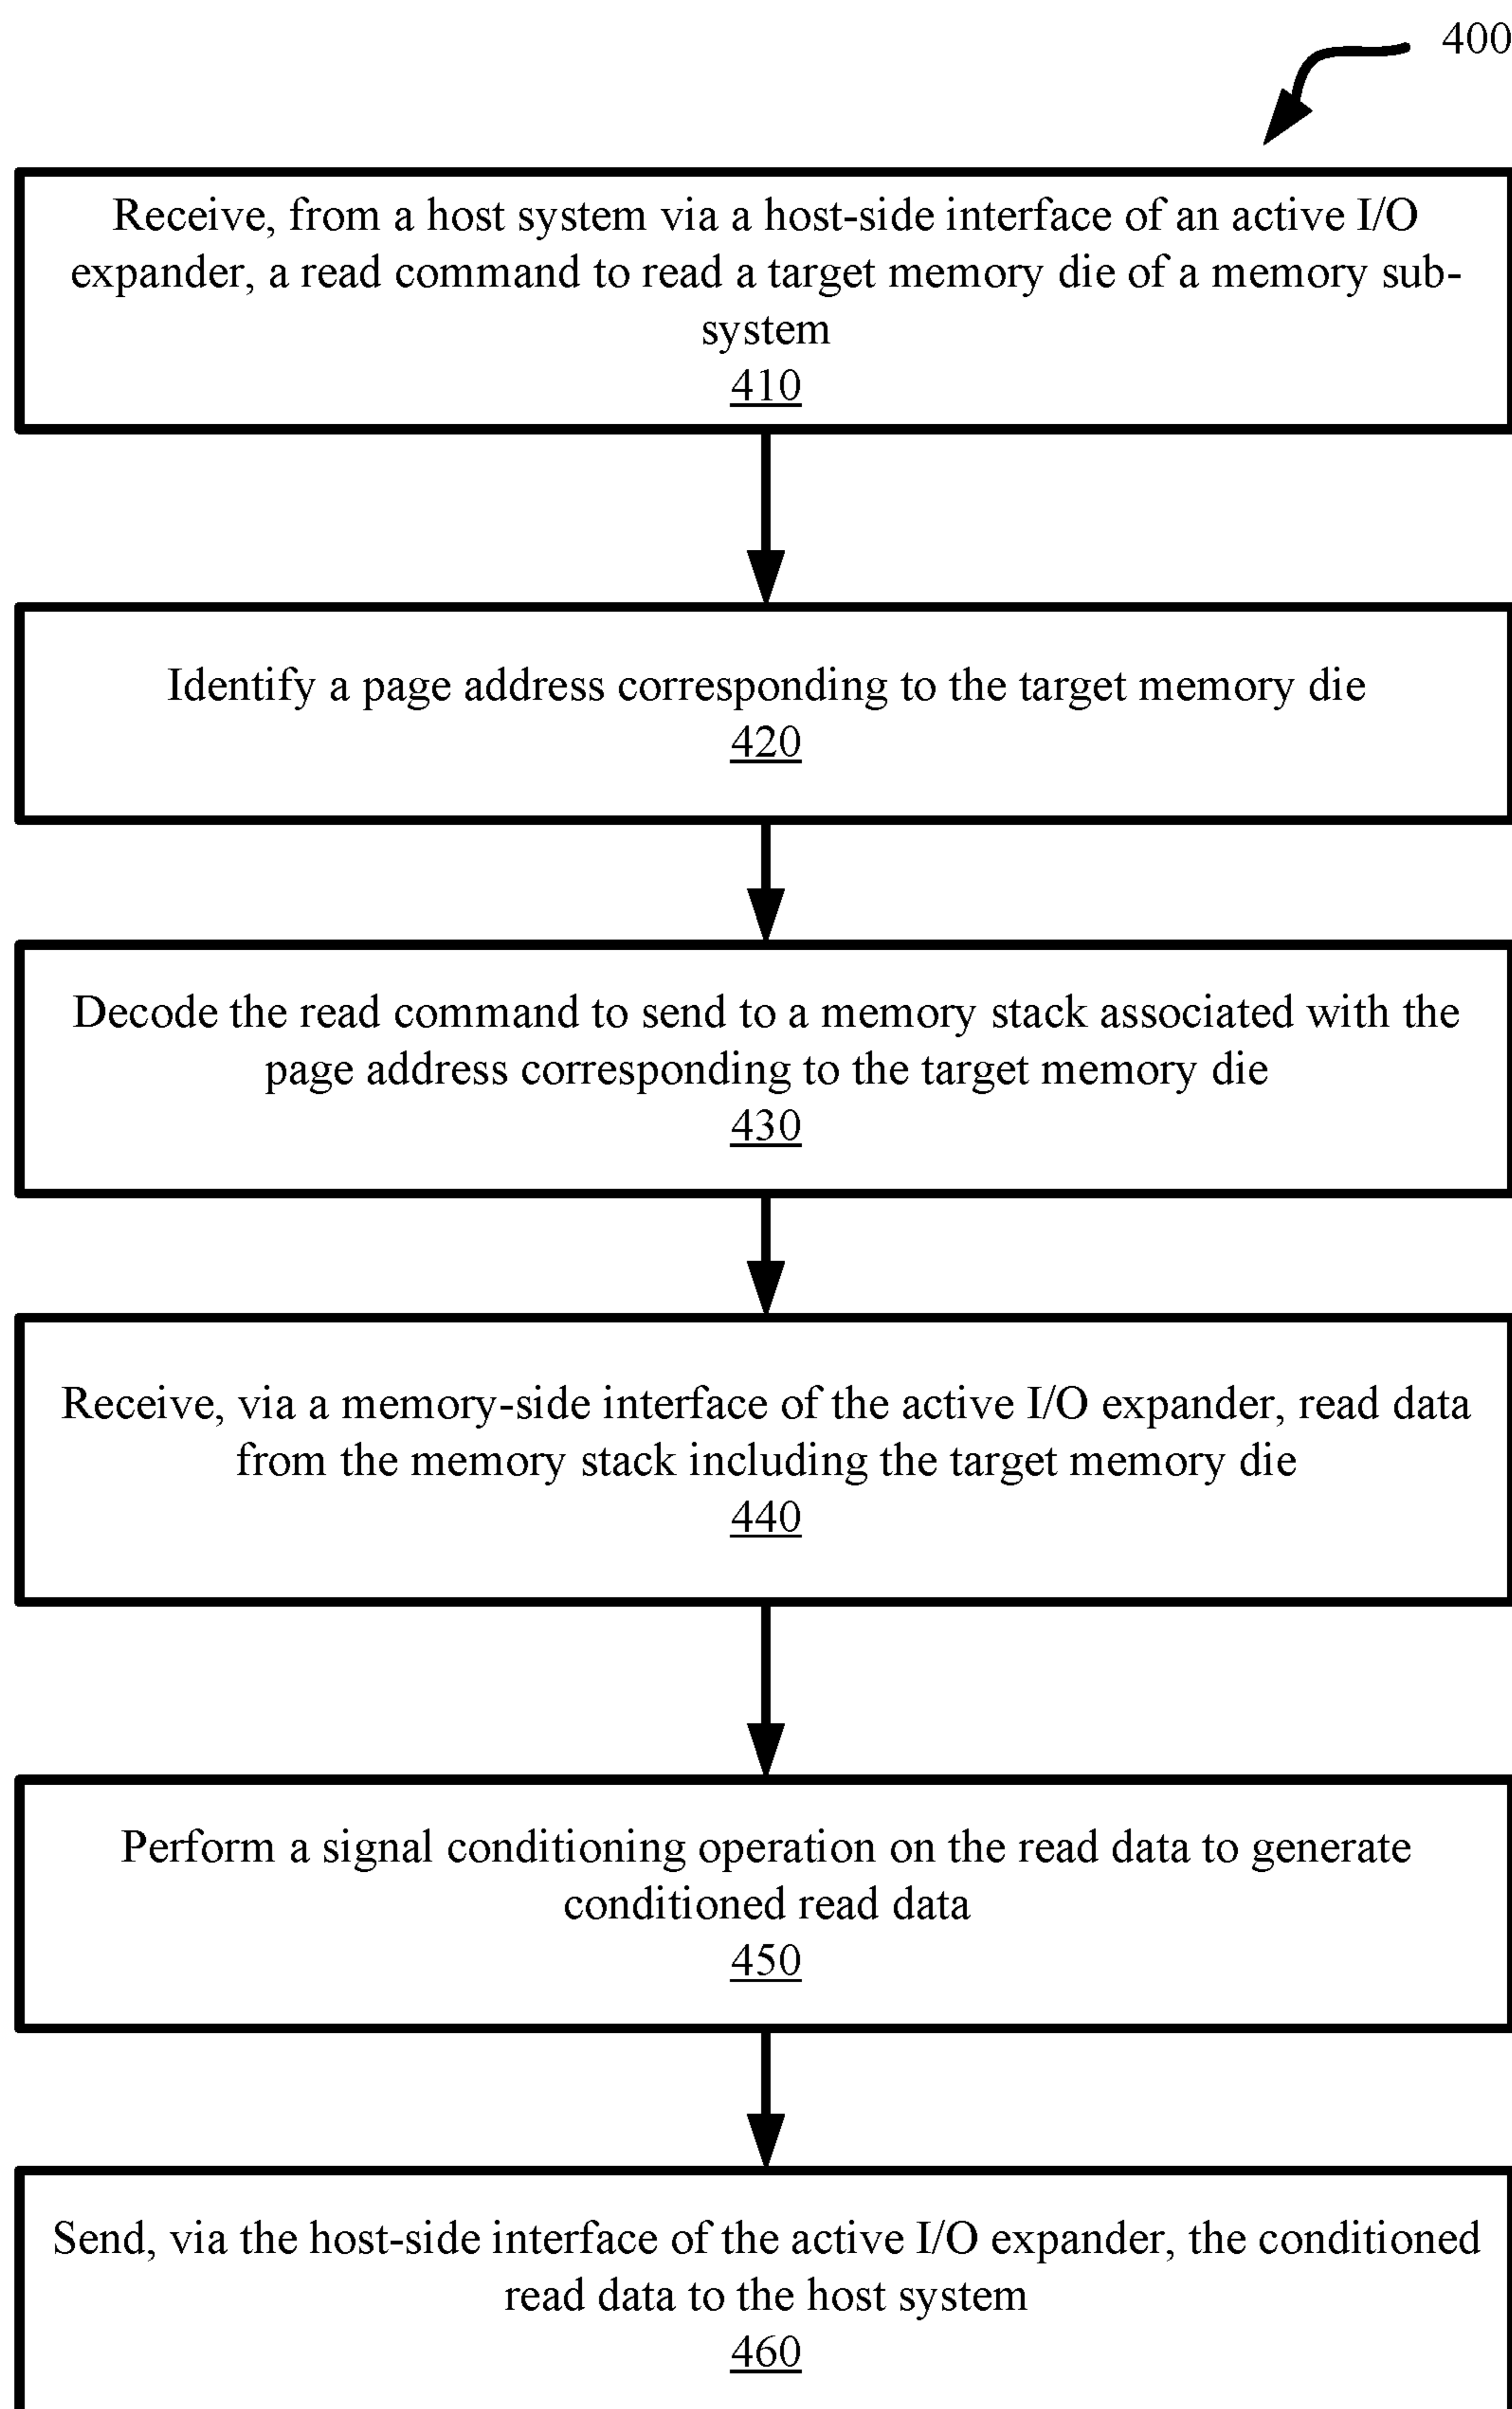 400
Receive, from a host system via a host-side interface of an active I/O
expander, a read command to read a target memory die of a memory sub-
system
410
Identify a page address corresponding to the target memory die
420
Decode the read command to send to a memory stack associated with the
page address corresponding to the target memory die
430
Receive, via a memory-side interface of the active I/O expander, read data
from the memory stack including the target memory die
440
Perform a signal conditioning operation on the read data to generate
conditioned read data
450
Send, via the host-side interface of the active I/O expander, the conditioned
read data to the host system
460